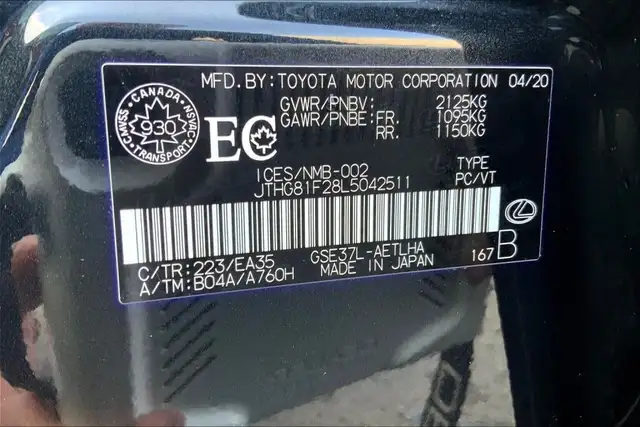 MFD.BY:TOYOTA MOTOR CORPORATION 04/20
GVWR/PNBV: 2125KG
GAWR/PNBE:FR. 1095KG
RR. 1150KG
CANADA
CMVSS 930 NSVAC
TRANSPORT
EC
ICES/NMB-002
JTHG81F28L5042511
TYPE
PC/VT
C/TR:223/EA35
GSE37L-AETLHA
A/TM:B04A/A760H
MADE IN JAPAN
167 B